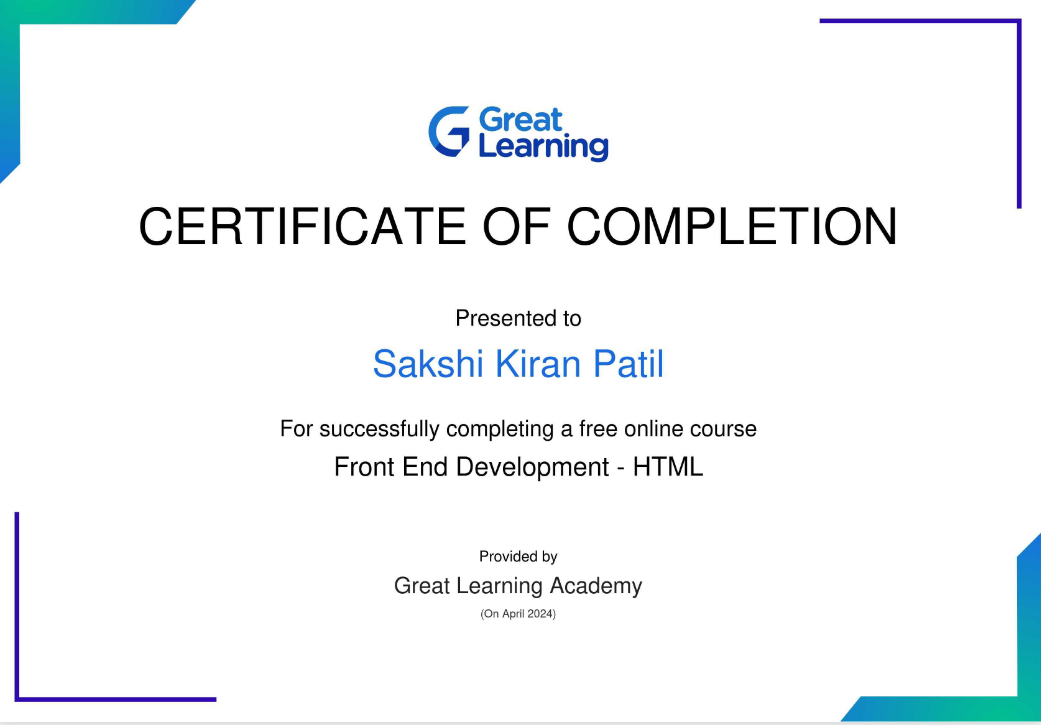 Great
Learning
CERTIFICATE OF COMPLETION
Presented to
Sakshi Kiran Patil
For successfully completing a free online course
Front End Development - HTML
Provided by
Great Learning Academy
(On April 2024)